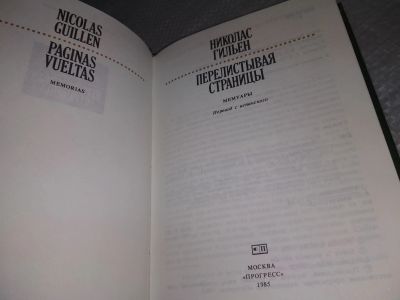 NICOLAS
GUILLEN
PAGINAS
VUELTAS
MEMORIAS
НИКОЛАС
ГИЛЬЕН
ПЕРЕЛИСТЫВАЯ
СТРАНИЦЫ
МЕМУАРЫ
Перевод с испанского
МОСКВА
«ПРОГРЕСС»
1985